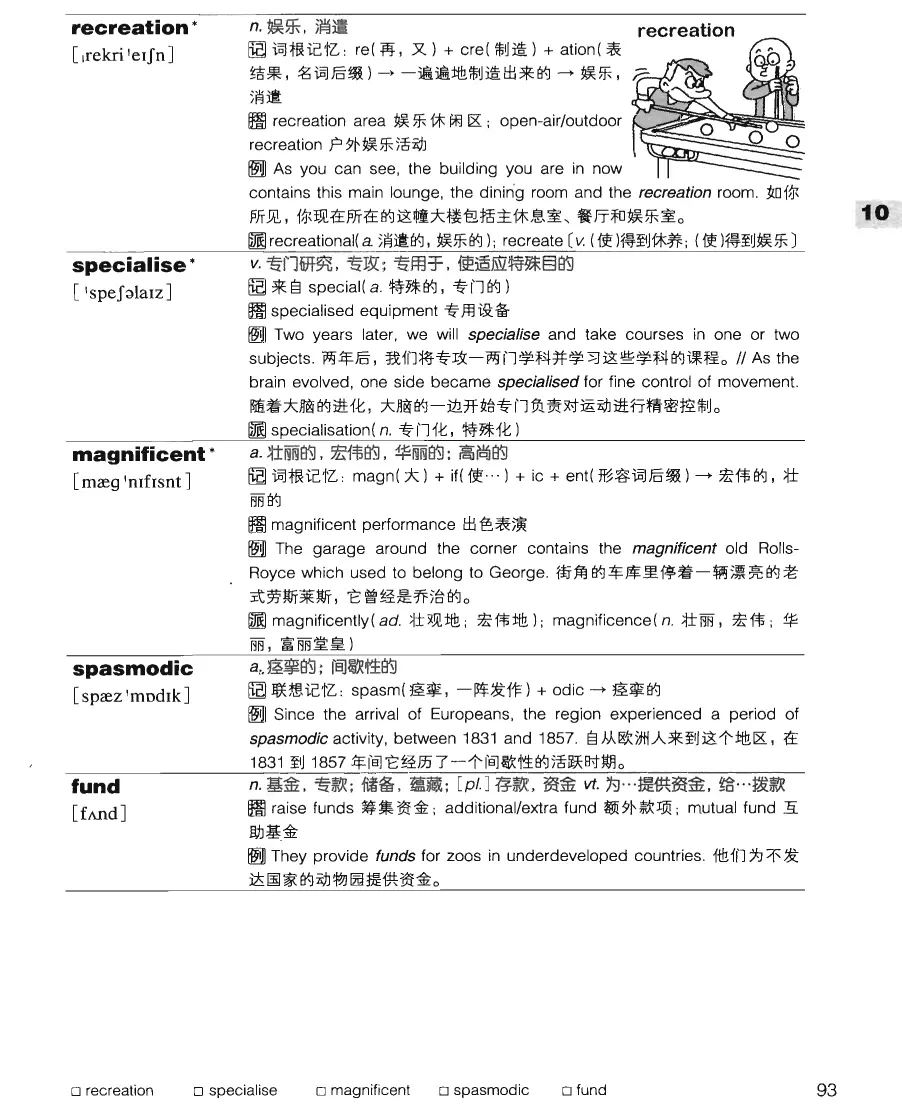 recreation*
[ˌrekriˈeɪʃn]
n. 娱乐, 消遣
记 词根记忆: re( 再, 又 ) + cre( 制造 ) + ation( 表
结果, 名词后缀 ) → 一遍遍地制造出来的 → 娱乐,
消遣
搭 recreation area 娱乐休闲区; open-air/outdoor
recreation 户外娱乐活动
例 As you can see, the building you are in now
contains this main lounge, the dining room and the recreation room. 如你
所见, 你现在所在的这幢大楼包括主休息室、餐厅和娱乐室。
派 recreational( a. 消遣的, 娱乐的 ); recreate〔 v. ( 使 )得到休养; ( 使 )得到娱乐 〕
recreation
10
specialise*
[ˈspeʃəlaɪz]
v. 专门研究, 专攻; 专用于, 使适应特殊目的
记 来自 special( a. 特殊的, 专门的 )
搭 specialised equipment 专用设备
例 Two years later, we will specialise and take courses in one or two
subjects. 两年后, 我们将专攻一两门学科并学习这些学科的课程。 // As the
brain evolved, one side became specialised for fine control of movement.
随着大脑的进化, 大脑的一边开始专门负责对运动进行精密控制。
派 specialisation( n. 专门化, 特殊化 )
magnificent*
[mæɡˈnɪfɪsnt]
a. 壮丽的, 宏伟的, 华丽的; 高尚的
记 词根记忆: magn( 大 ) + if( 使… ) + ic + ent( 形容词后缀 ) → 宏伟的, 壮
丽的
搭 magnificent performance 出色表演
例 The garage around the corner contains the magnificent old Rolls-
Royce which used to belong to George. 街角的车库里停着一辆漂亮的老
式劳斯莱斯, 它曾经是乔治的。
派 magnificently( ad. 壮观地; 宏伟地 ); magnificence( n. 壮丽, 宏伟; 华
丽, 富丽堂皇 )
spasmodic
[spæzˈmɒdɪk]
a. 痉挛的; 间歇性的
记 联想记忆: spasm( 痉挛, 一阵发作 ) + odic → 痉挛的
例 Since the arrival of Europeans, the region experienced a period of
spasmodic activity, between 1831 and 1857. 自从欧洲人来到这个地区, 在
1831 到 1857 年间它经历了一个间歇性的活跃时期。
fund
[fʌnd]
n. 基金, 专款; 储备, 蕴藏; [ pl. ] 存款, 资金 vt. 为…提供资金, 给…拨款
搭 raise funds 筹集资金; additional/extra fund 额外款项; mutual fund 互
助基金
例 They provide funds for zoos in underdeveloped countries. 他们为不发
达国家的动物园提供资金。
□ recreation □ specialise □ magnificent □ spasmodic □ fund 93